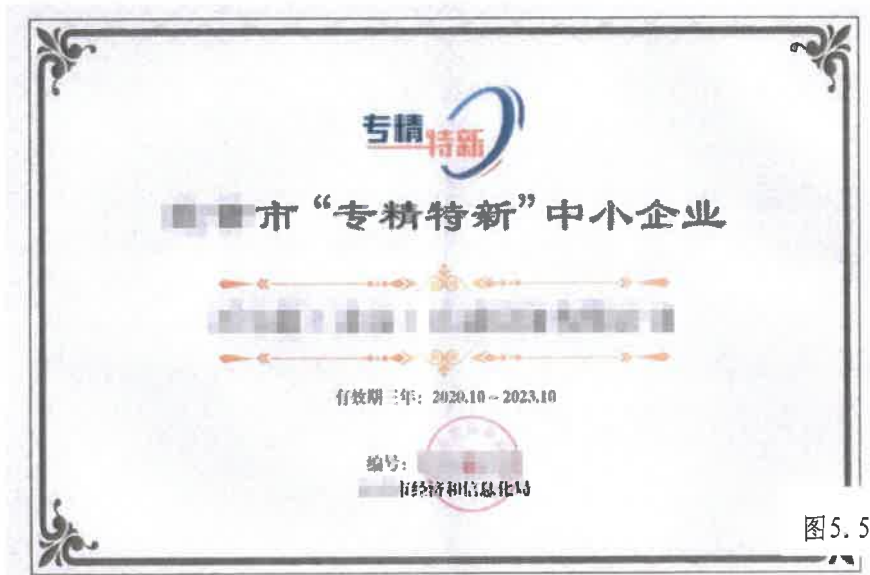 专精特新
市“专精特新”中小企业
有效期三年：2020.10～2023.10
编号：
市经济和信息化局
图5.5